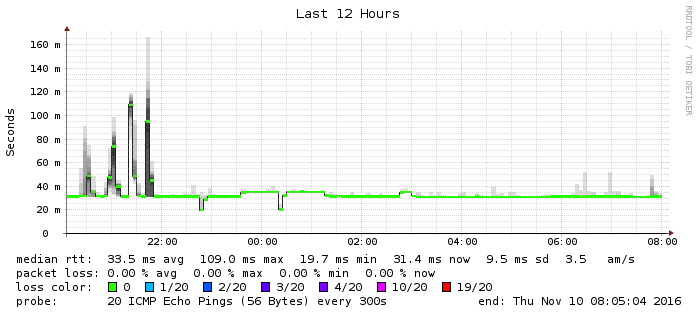 Last 12 Hours
RRDTOOL / TOBI OETIKER
Seconds
160 m
140 m
120 m
100 m
80 m
60 m
40 m
20 m
0
22:00 00:00 02:00 04:00 06:00 08:00
median rtt: 33.5 ms avg 109.0 ms max 19.7 ms min 31.4 ms now 9.5 ms sd 3.5 am/s
packet loss: 0.00 % avg 0.00 % max 0.00 % min 0.00 % now
loss color: 0 1/20 2/20 3/20 4/20 10/20 19/20
probe: 20 ICMP Echo Pings (56 Bytes) every 300s end: Thu Nov 10 08:05:04 2016